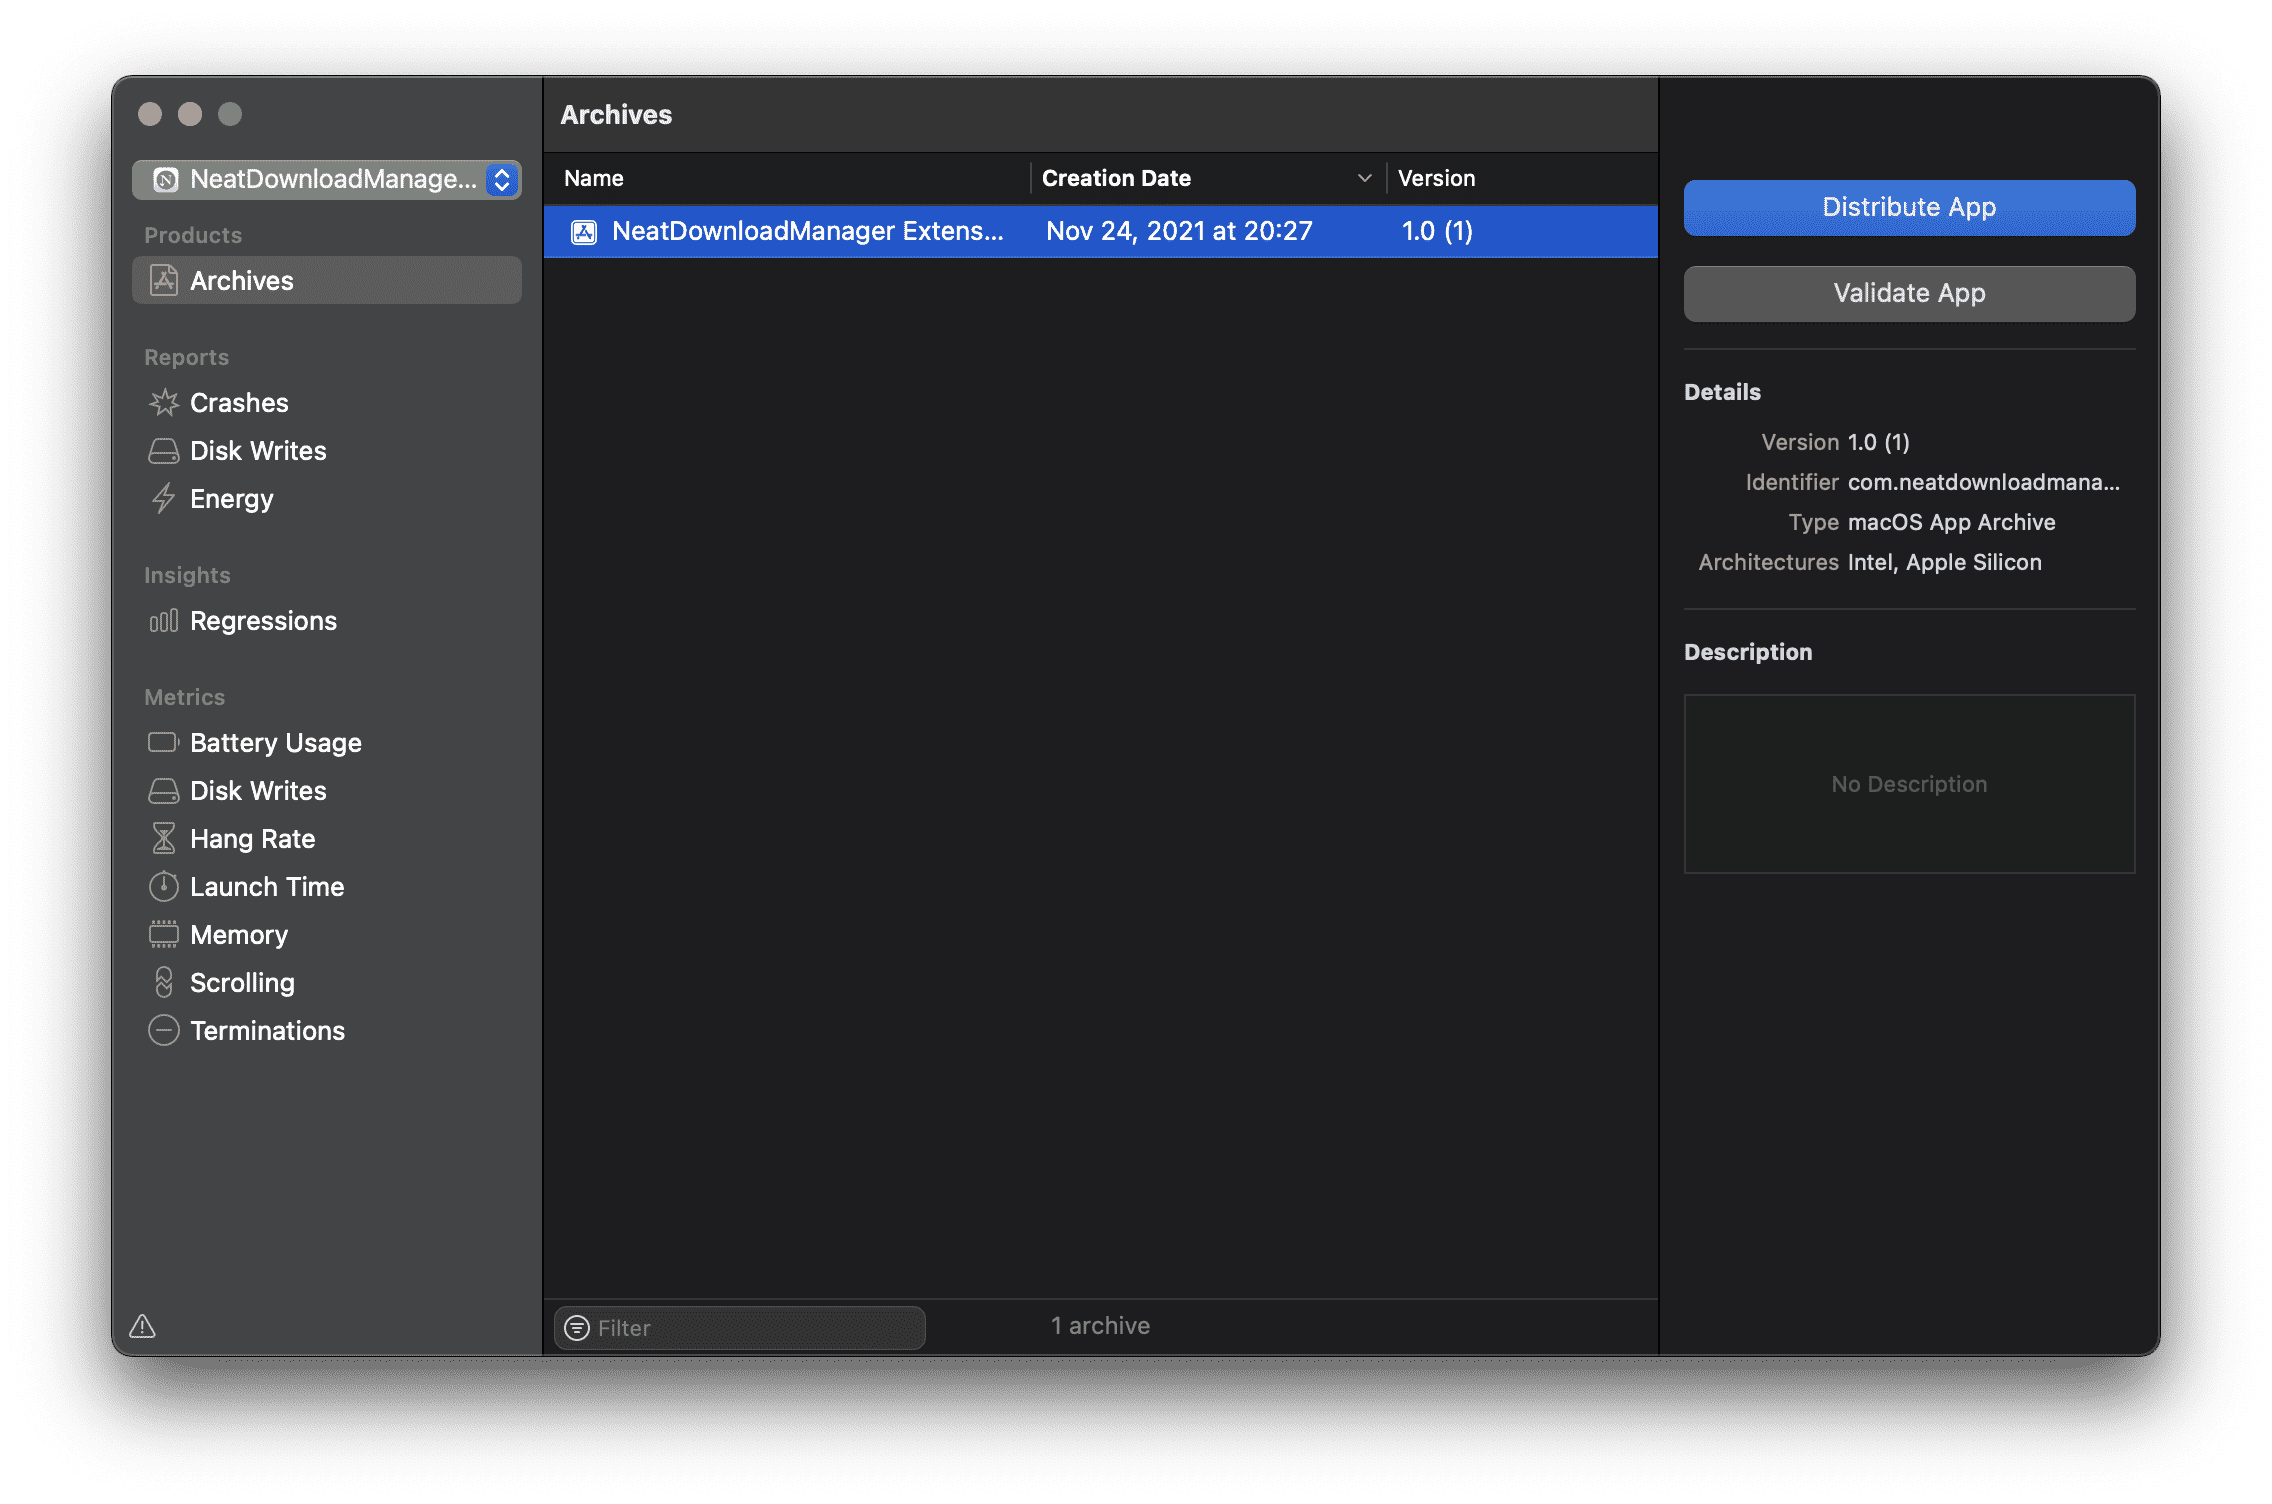 NeatDownloadManage...
Products
Archives
Reports
Crashes
Disk Writes
Energy
Insights
Regressions
Metrics
Battery Usage
Disk Writes
Hang Rate
Launch Time
Memory
Scrolling
Terminations
Archives
Name Creation Date Version
NeatDownloadManager Extens... Nov 24, 2021 at 20:27 1.0 (1)
Filter 1 archive
Distribute App
Validate App
Details
Version 1.0 (1)
Identifier com.neatdownloadmana...
Type macOS App Archive
Architectures Intel, Apple Silicon
Description
No Description